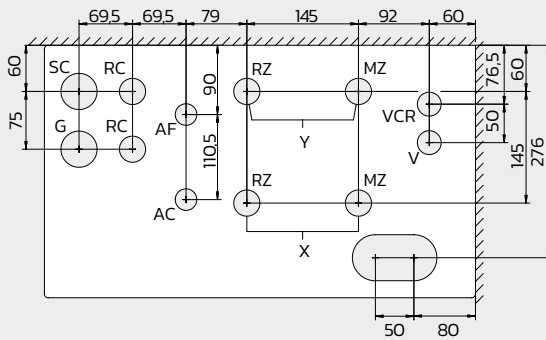 69,5 69,5 79 145 92 60
60 SC RC 90 RZ MZ 76,5 60
VCR
75 G RC AF Y 50
V
110,5 145 276
RZ MZ
AC
X
50 80